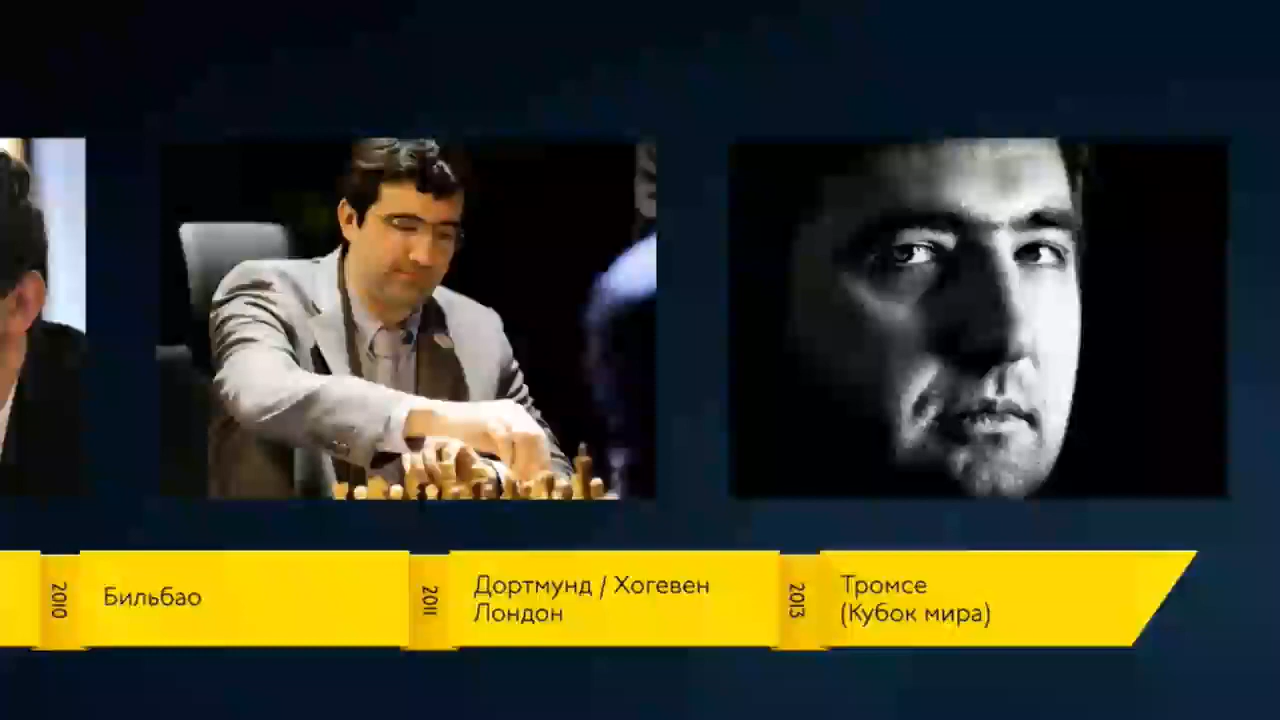 2010
Бильбао
2011
Дортмунд / Хогевен
Лондон
2013
Тромсе
(Кубок мира)